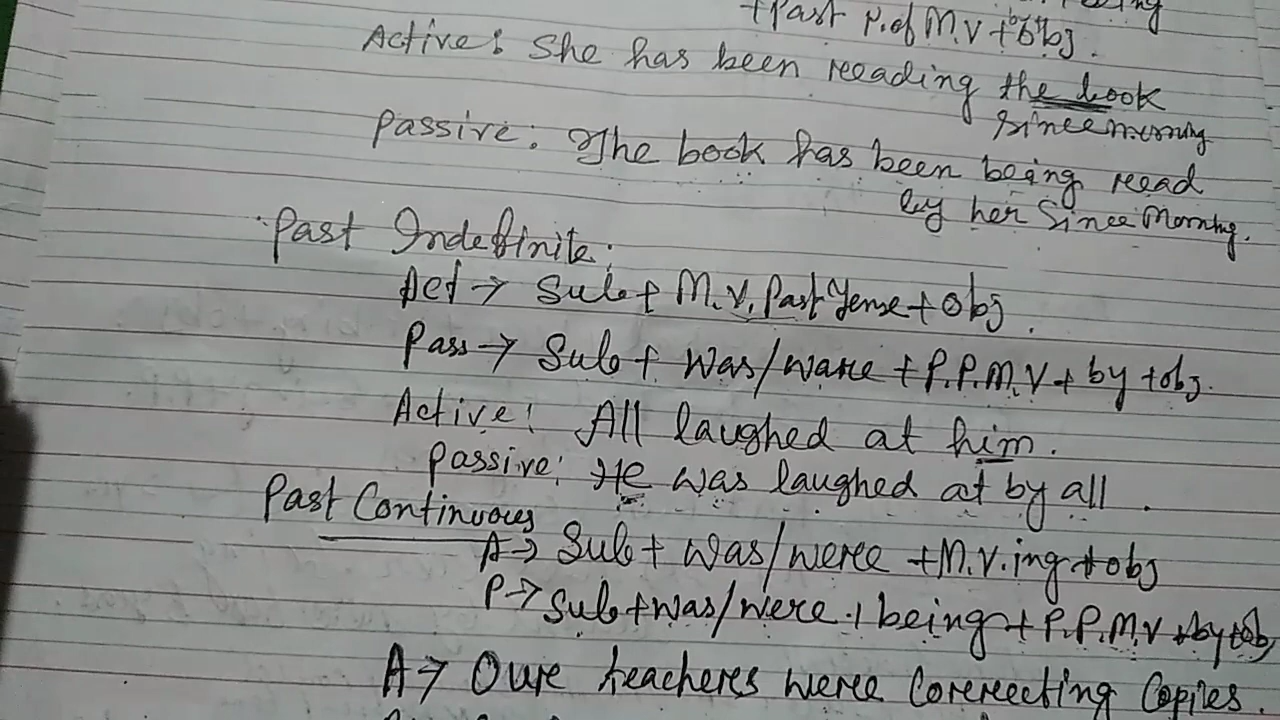 +Past P.of M.V + by obj.
Active: She has been reading the book
Since morning
Passive: The book has been being read
by her Since Morning.
Past Indefinite:
Act → Sub + M.V. Past Tense + obj.
Pass → Sub + was/ware + P.P.M.V + by + obj.
Active: All laughed at him.
Passive: He was laughed at by all.
Past Continuous
A → Sub + was/were + M.V.ing + obj
P → Sub + was/were + being + P.P.M.V + by + ob
A → Our teachers were Correcting Copies.